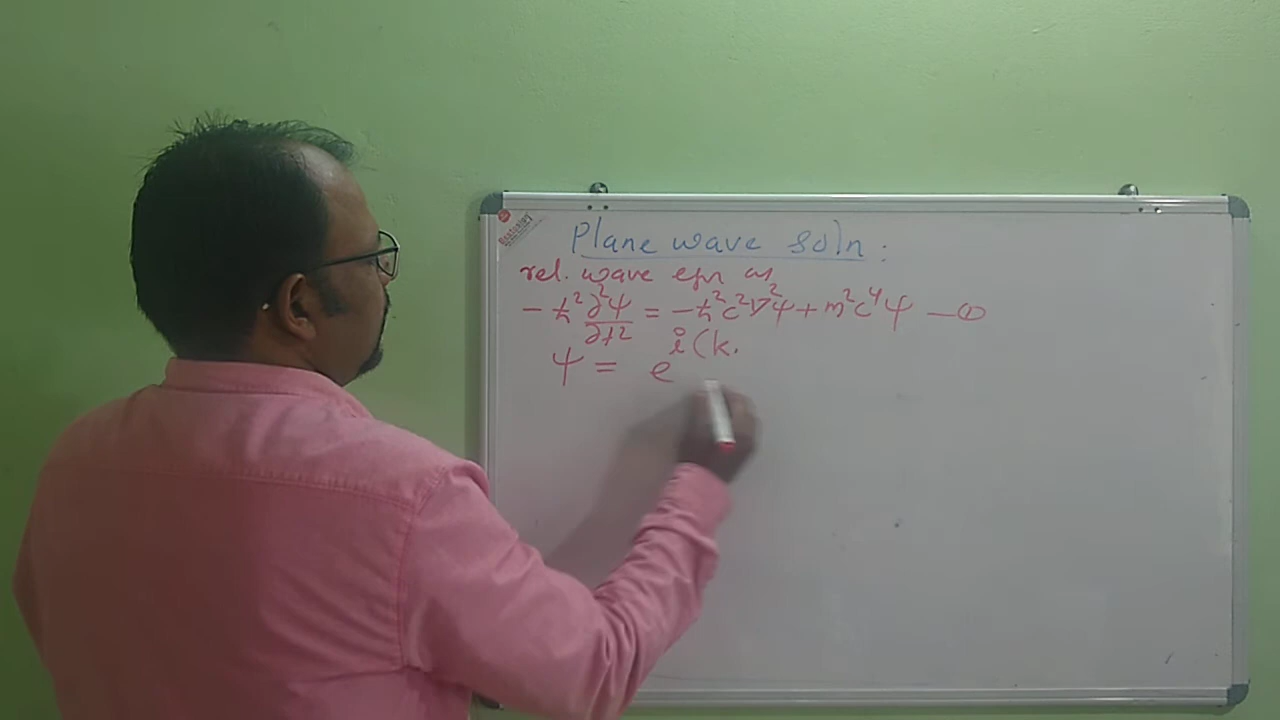 Plane wave soln:
rel. wave eqn as
-ℏ² ∂²ψ/∂t² = -ℏ²c²∇²ψ + m²c⁴ψ —①
ψ = e^i(k.